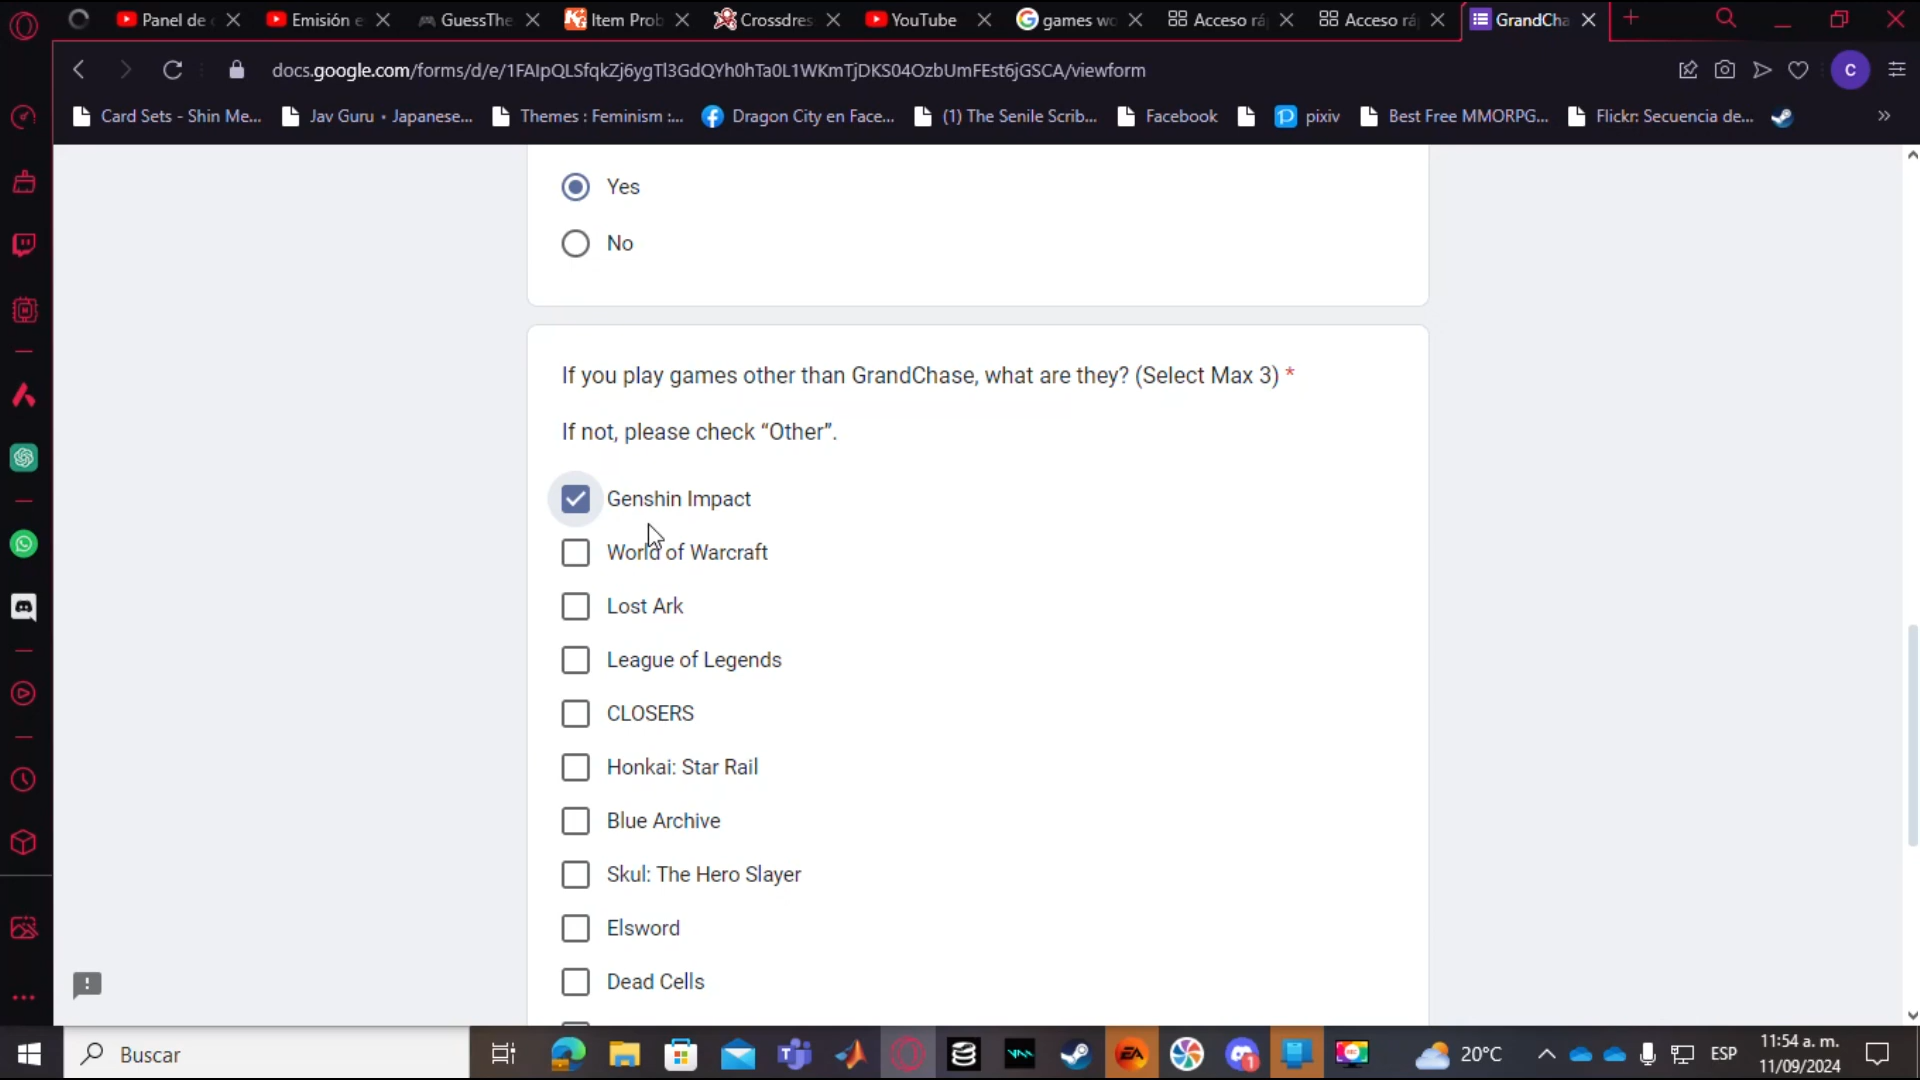 Panel de
Emisión e
GuessThe
Item Prob
Crossdres
YouTube
games wo
Acceso rá
Acceso rá
GrandCha
docs.google.com/forms/d/e/1FAIpQLSfqkZj6ygTl3GdQYh0hTa0L1WKmTjDKS04OzbUmFEst6jGSCA/viewform
C
Card Sets - Shin Me...
Jav Guru • Japanese...
Themes : Feminism :...
Dragon City en Face...
(1) The Senile Scrib...
Facebook
pixiv
Best Free MMORPG...
Flickr: Secuencia de...
Yes
No
If you play games other than GrandChase, what are they? (Select Max 3) *
If not, please check “Other”.
Genshin Impact
World of Warcraft
Lost Ark
League of Legends
CLOSERS
Honkai: Star Rail
Blue Archive
Skul: The Hero Slayer
Elsword
Dead Cells
Buscar
EA
1
20°C
ESP
11:54 a. m.
11/09/2024